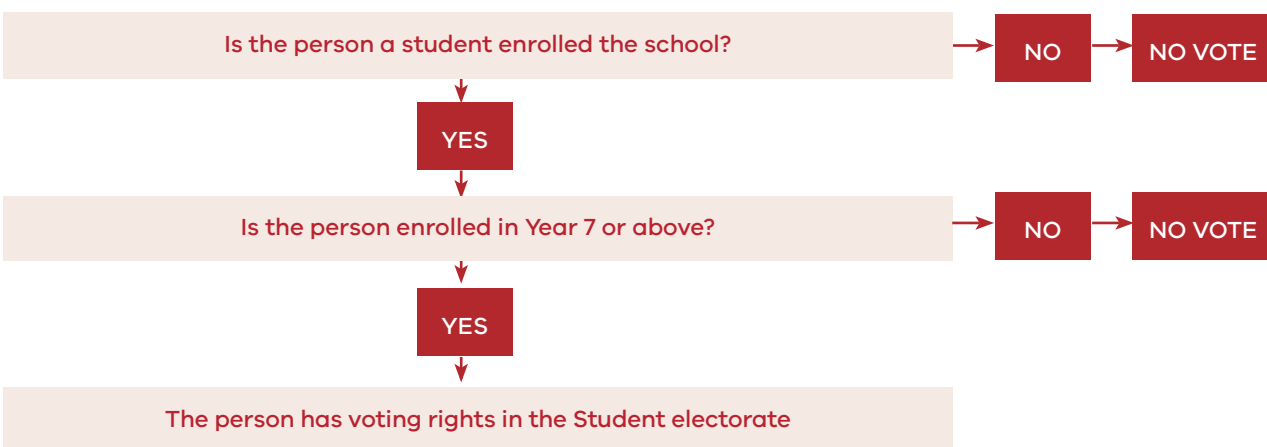 Is the person a student enrolled the school?
NO
NO VOTE
YES
Is the person enrolled in Year 7 or above?
NO
NO VOTE
YES
The person has voting rights in the Student electorate